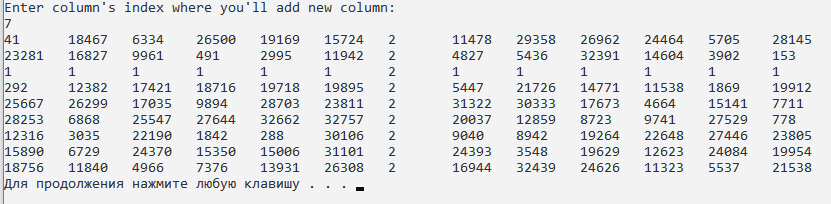 Enter column's index where you'll add new column:
7
41 18467 6334 26500 19169 15724 2 11478 29358 26962 24464 5705 28145
23281 16827 9961 491 2995 11942 2 4827 5436 32391 14604 3902 153
1 1 1 1 1 1 2 1 1 1 1 1 1
292 12382 17421 18716 19718 19895 2 5447 21726 14771 11538 1869 19912
25667 26299 17035 9894 28703 23811 2 31322 30333 17673 4664 15141 7711
28253 6868 25547 27644 32662 32757 2 20037 12859 8723 9741 27529 778
12316 3035 22190 1842 288 30106 2 9040 8942 19264 22648 27446 23805
15890 6729 24370 15350 15006 31101 2 24393 3548 19629 12623 24084 19954
18756 11840 4966 7376 13931 26308 2 16944 32439 24626 11323 5537 21538
Для продолжения нажмите любую клавишу . . .